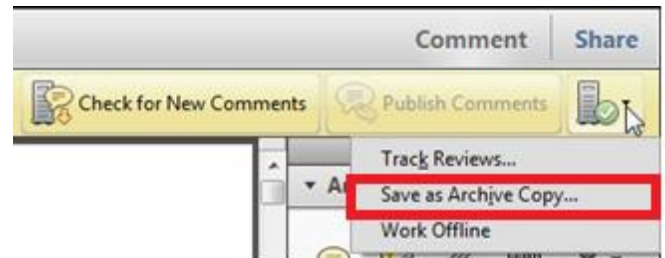 Comment Share
Check for New Comments Publish Comments
Track Reviews...
Save as Archive Copy...
Work Offline